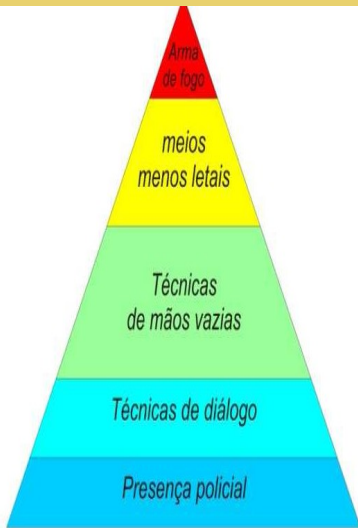 Arma
de fogo
meios
menos letais
Técnicas
de mãos vazias
Técnicas de diálogo
Presença policial